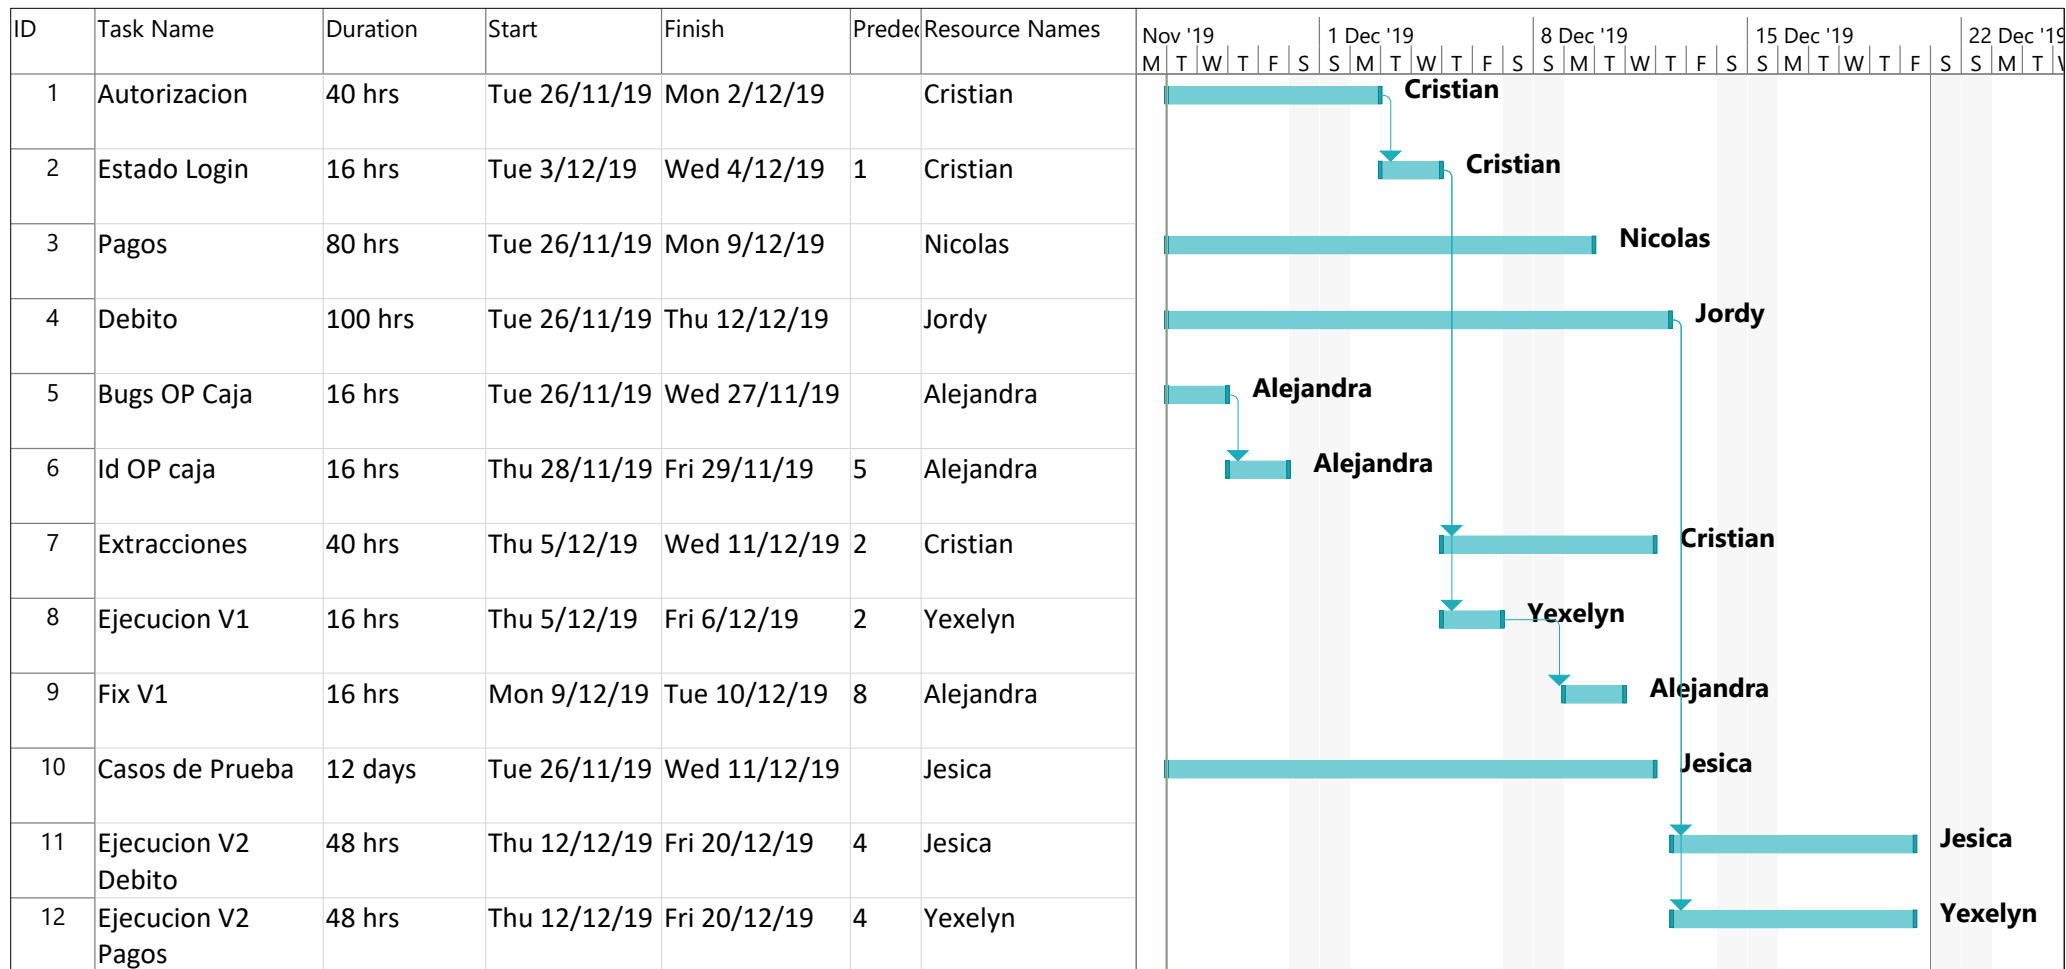 ID Task Name Duration Start Finish Predec Resource Names
Nov '19 1 Dec '19 8 Dec '19 15 Dec '19 22 Dec '19
M T W T F S S M T W T F S S M T W T F S S M T W T F S S M T W
1 Autorizacion 40 hrs Tue 26/11/19 Mon 2/12/19 Cristian Cristian
2 Estado Login 16 hrs Tue 3/12/19 Wed 4/12/19 1 Cristian Cristian
3 Pagos 80 hrs Tue 26/11/19 Mon 9/12/19 Nicolas Nicolas
4 Debito 100 hrs Tue 26/11/19 Thu 12/12/19 Jordy Jordy
5 Bugs OP Caja 16 hrs Tue 26/11/19 Wed 27/11/19 Alejandra Alejandra
6 Id OP caja 16 hrs Thu 28/11/19 Fri 29/11/19 5 Alejandra Alejandra
7 Extracciones 40 hrs Thu 5/12/19 Wed 11/12/19 2 Cristian Cristian
8 Ejecucion V1 16 hrs Thu 5/12/19 Fri 6/12/19 2 Yexelyn Yexelyn
9 Fix V1 16 hrs Mon 9/12/19 Tue 10/12/19 8 Alejandra Alejandra
10 Casos de Prueba 12 days Tue 26/11/19 Wed 11/12/19 Jesica Jesica
11 Ejecucion V2 48 hrs Thu 12/12/19 Fri 20/12/19 4 Jesica Jesica
Debito
12 Ejecucion V2 48 hrs Thu 12/12/19 Fri 20/12/19 4 Yexelyn Yexelyn
Pagos